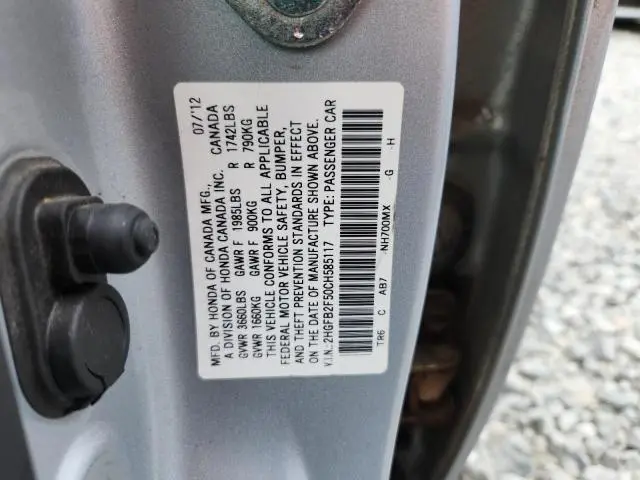 MFD. BY HONDA OF CANADA MFG., 07/'12
A DIVISION OF HONDA CANADA INC. CANADA
GVWR 3660LBS GAWR F 1985LBS R 1742LBS
GVWR 1660KG GAWR F 900KG R 790KG
THIS VEHICLE CONFORMS TO ALL APPLICABLE
FEDERAL MOTOR VEHICLE SAFETY, BUMPER,
AND THEFT PREVENTION STANDARDS IN EFFECT
ON THE DATE OF MANUFACTURE SHOWN ABOVE.
V.I.N.: 2HGFB2F50CH585117 TYPE: PASSENGER CAR
TR6 C AB7 -NH700MX -G -H